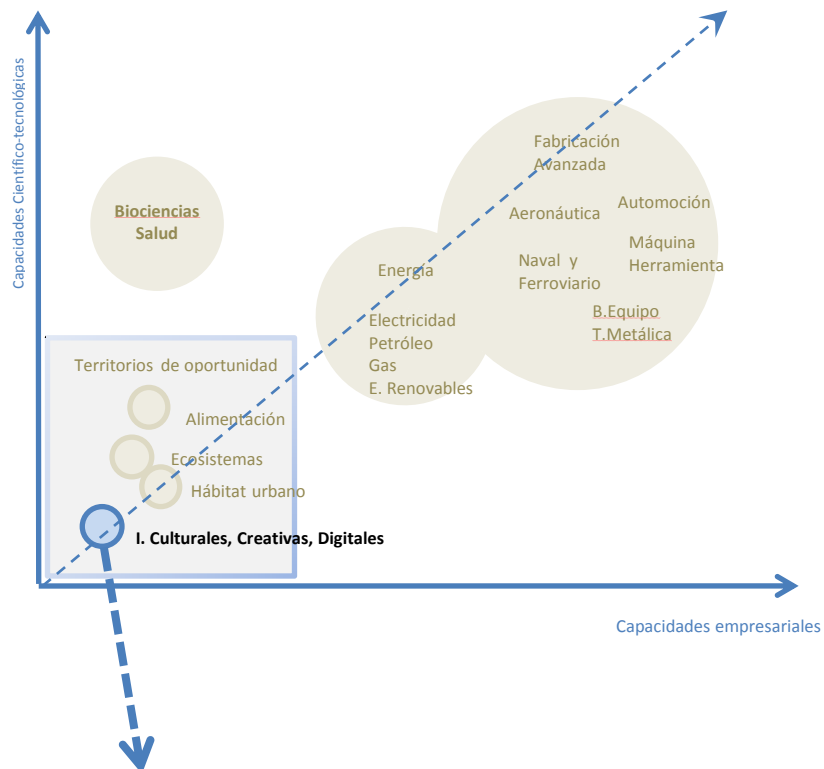 Capacidades Científico-tecnológicas
Biociencias
Salud
Fabricación
Avanzada
Aeronáutica
Automoción
Máquina
Herramienta
Naval y
Ferroviario
B.Equipo
T.Metálica
Energía
Electricidad
Petróleo
Gas
E. Renovables
Territorios de oportunidad
Alimentación
Ecosistemas
Hábitat urbano
I. Culturales, Creativas, Digitales
Capacidades empresariales